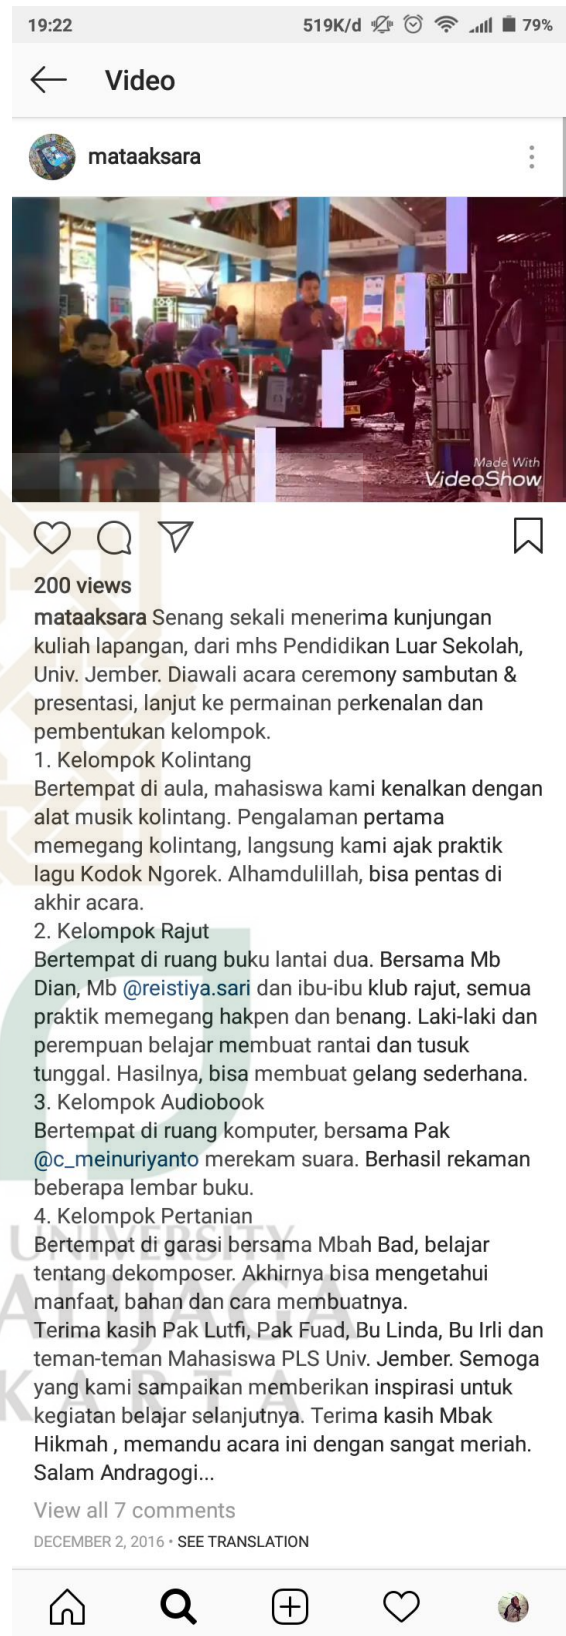 19:22 519K/d 79%
Video
mataaksara
Made With
VideoShow
200 views
mataaksara Senang sekali menerima kunjungan
kuliah lapangan, dari mhs Pendidikan Luar Sekolah,
Univ. Jember. Diawali acara ceremony sambutan &
presentasi, lanjut ke permainan perkenalan dan
pembentukan kelompok.
1. Kelompok Kolintang
Bertempat di aula, mahasiswa kami kenalkan dengan
alat musik kolintang. Pengalaman pertama
memegang kolintang, langsung kami ajak praktik
lagu Kodok Ngorek. Alhamdulillah, bisa pentas di
akhir acara.
2. Kelompok Rajut
Bertempat di ruang buku lantai dua. Bersama Mb
Dian, Mb @reistiya.sari dan ibu-ibu klub rajut, semua
praktik memegang hakpen dan benang. Laki-laki dan
perempuan belajar membuat rantai dan tusuk
tunggal. Hasilnya, bisa membuat gelang sederhana.
3. Kelompok Audiobook
Bertempat di ruang komputer, bersama Pak
@c_meinuriyanto merekam suara. Berhasil rekaman
beberapa lembar buku.
4. Kelompok Pertanian
Bertempat di garasi bersama Mbah Bad, belajar
tentang dekomposer. Akhirnya bisa mengetahui
manfaat, bahan dan cara membuatnya.
Terima kasih Pak Lutfi, Pak Fuad, Bu Linda, Bu Irli dan
teman-teman Mahasiswa PLS Univ. Jember. Semoga
yang kami sampaikan memberikan inspirasi untuk
kegiatan belajar selanjutnya. Terima kasih Mbak
Hikmah , memandu acara ini dengan sangat meriah.
Salam Andragogi...
View all 7 comments
DECEMBER 2, 2016 • SEE TRANSLATION
UNIVERSITY